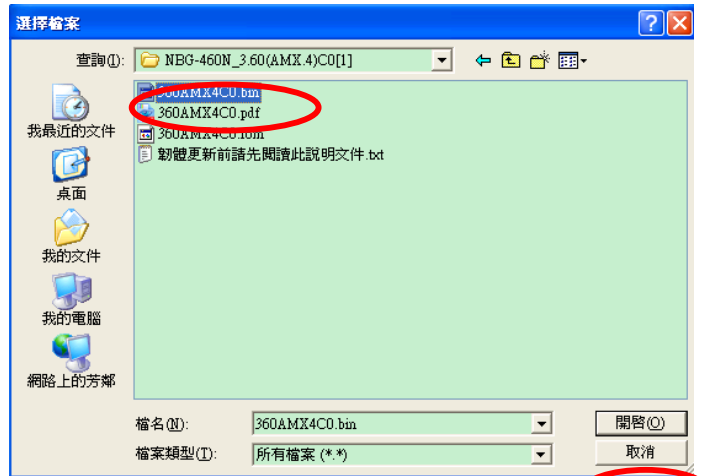 選擇檔案
查詢(I): NBG-460N_3.60(AMX.4)C0[1]
360AMX4C0.bin
360AMX4C0.pdf
360AMX4C0.rom
韌體更新前請先閱讀此說明文件.txt
我最近的文件
桌面
我的文件
我的電腦
網路上的芳鄰
檔名(N): 360AMX4C0.bin 開啓(O)
檔案類型(T): 所有檔案 (*.*) 取消